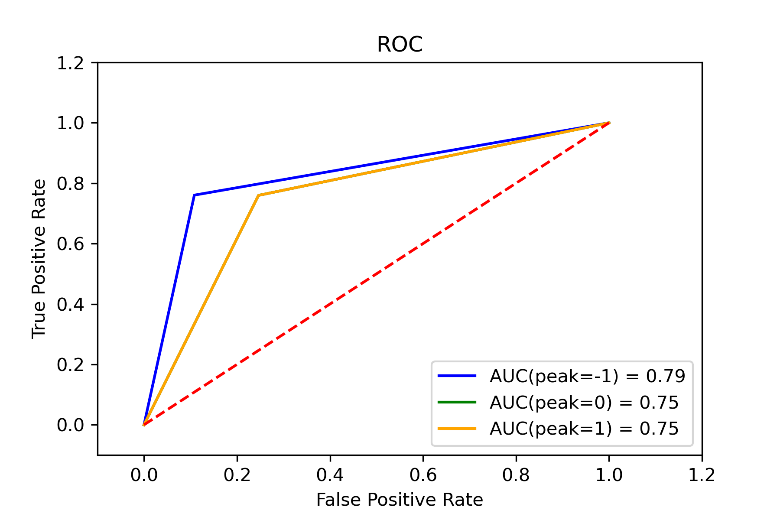 ROC
True Positive Rate
1.2
1.0
0.8
0.6
0.4
0.2
0.0
AUC(peak=-1) = 0.79
AUC(peak=0) = 0.75
AUC(peak=1) = 0.75
0.0 0.2 0.4 0.6 0.8 1.0 1.2
False Positive Rate